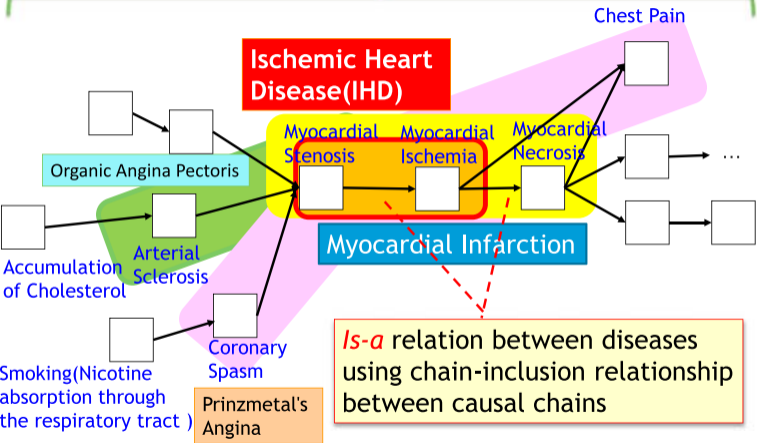 Chest Pain
Ischemic Heart
Disease(IHD)
Myocardial
Stenosis
Myocardial
Ischemia
Myocardial
Necrosis
...
Organic Angina Pectoris
Myocardial Infarction
Accumulation
of Cholesterol
Arterial
Sclerosis
Coronary
Spasm
Smoking(Nicotine
absorption through
the respiratory tract )
Prinzmetal's
Angina
Is-a relation between diseases
using chain-inclusion relationship
between causal chains